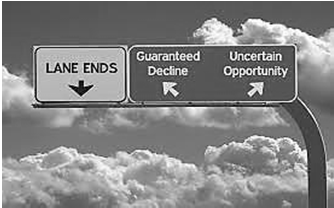 LANE ENDS
Guaranteed
Decline
Uncertain
Opportunity